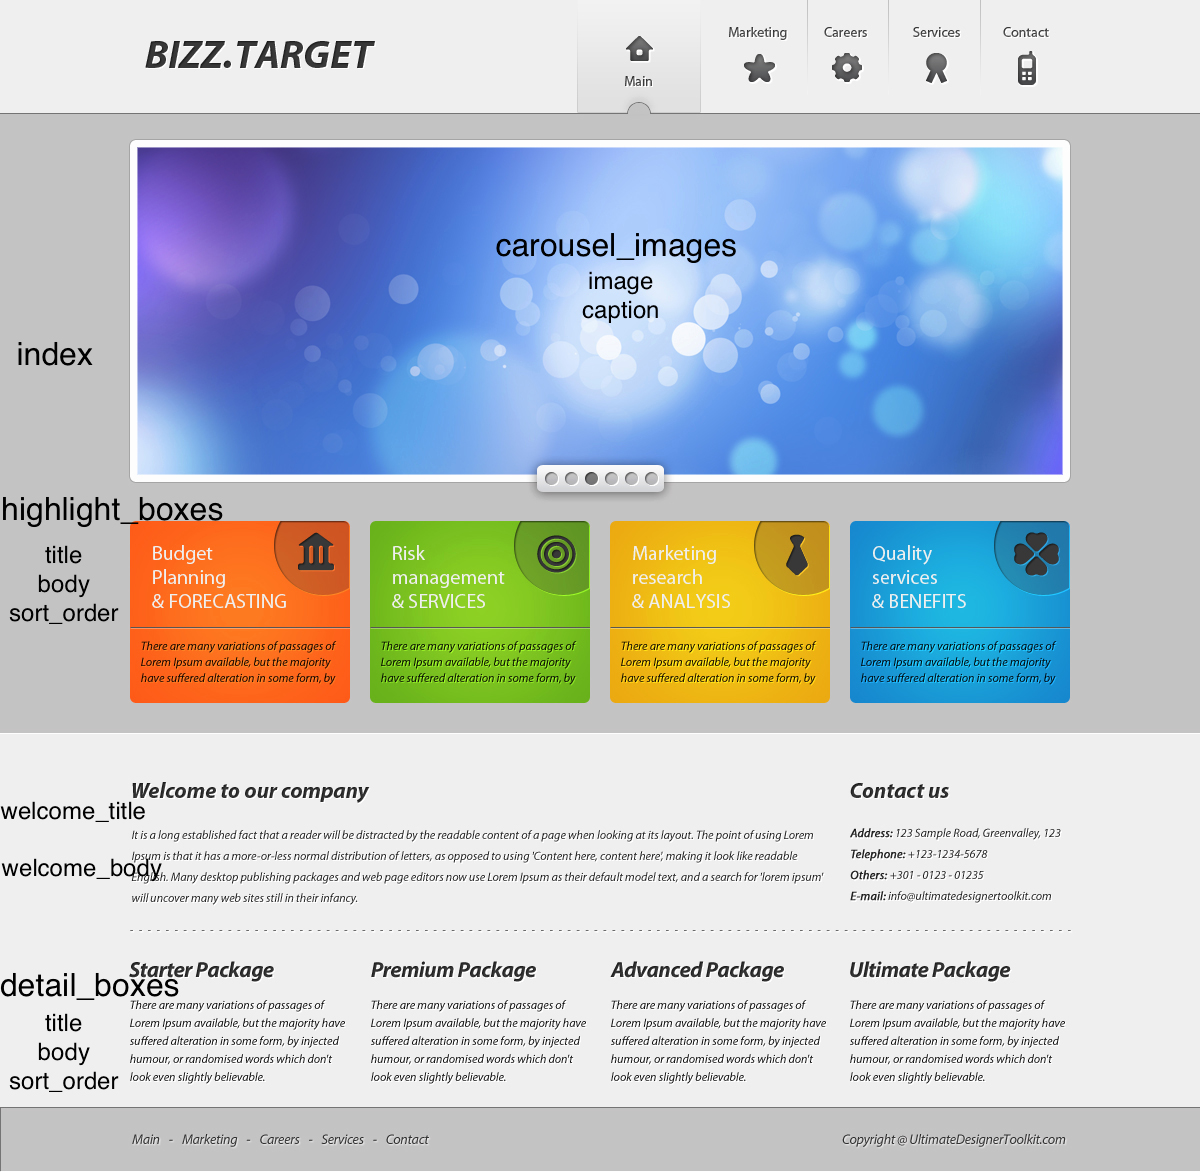 BIZZ.TARGET
Main
Marketing
Careers
Services
Contact
carousel_images
image
caption
index
highlight_boxes
title
body
sort_order
Budget
Planning
& FORECASTING
There are many variations of passages of
Lorem Ipsum available, but the majority
have suffered alteration in some form, by
Risk
management
& SERVICES
There are many variations of passages of
Lorem Ipsum available, but the majority
have suffered alteration in some form, by
Marketing
research
& ANALYSIS
There are many variations of passages of
Lorem Ipsum available, but the majority
have suffered alteration in some form, by
Quality
services
& BENEFITS
There are many variations of passages of
Lorem Ipsum available, but the majority
have suffered alteration in some form, by
welcome_title
welcome_body
Welcome to our company
It is a long established fact that a reader will be distracted by the readable content of a page when looking at its layout. The point of using Lorem
Ipsum is that it has a more-or-less normal distribution of letters, as opposed to using 'Content here, content here', making it look like readable
English. Many desktop publishing packages and web page editors now use Lorem Ipsum as their default model text, and a search for 'lorem ipsum'
will uncover many web sites still in their infancy.
Contact us
Address: 123 Sample Road, Greenvalley, 123
Telephone: +123-1234-5678
Others: +301 - 0123 - 01235
E-mail: info@ultimatedesignertoolkit.com
detail_boxes
title
body
sort_order
Starter Package
There are many variations of passages of
Lorem Ipsum available, but the majority have
suffered alteration in some form, by injected
humour, or randomised words which don't
look even slightly believable.
Premium Package
There are many variations of passages of
Lorem Ipsum available, but the majority have
suffered alteration in some form, by injected
humour, or randomised words which don't
look even slightly believable.
Advanced Package
There are many variations of passages of
Lorem Ipsum available, but the majority have
suffered alteration in some form, by injected
humour, or randomised words which don't
look even slightly believable.
Ultimate Package
There are many variations of passages of
Lorem Ipsum available, but the majority have
suffered alteration in some form, by injected
humour, or randomised words which don't
look even slightly believable.
Main - Marketing - Careers - Services - Contact
Copyright @ UltimateDesignerToolkit.com